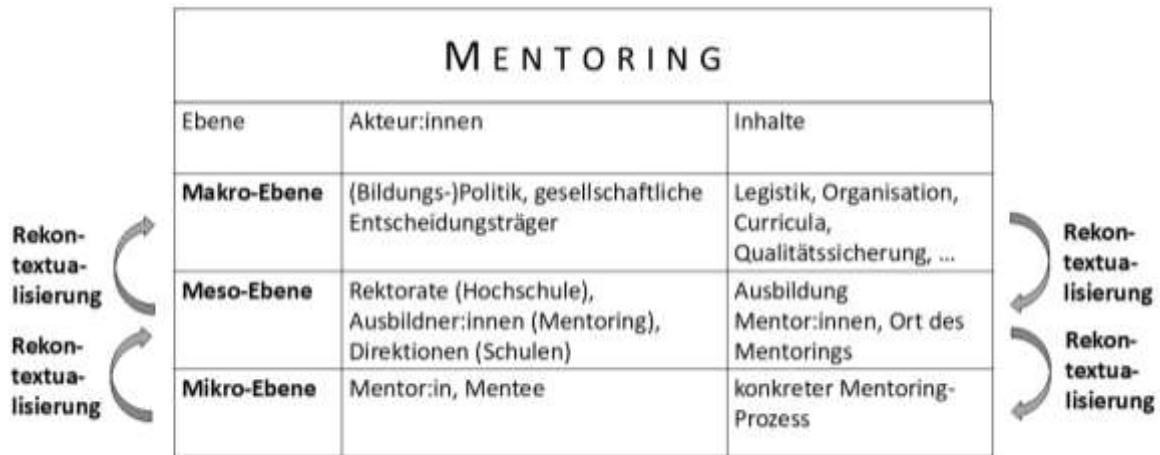 MENTORING
Ebene
Akteur:innen
Inhalte
Makro-Ebene
(Bildungs-)Politik, gesellschaftliche
Entscheidungsträger
Legistik, Organisation,
Curricula,
Qualitätssicherung, ...
Meso-Ebene
Rektorate (Hochschule),
Ausbildner:innen (Mentoring),
Direktionen (Schulen)
Ausbildung
Mentor:innen, Ort des
Mentorings
Mikro-Ebene
Mentor:in, Mentee
konkreter Mentoring-
Prozess
Rekon-
textua-
lisierung
Rekon-
textua-
lisierung
Rekon-
textua-
lisierung
Rekon-
textua-
lisierung